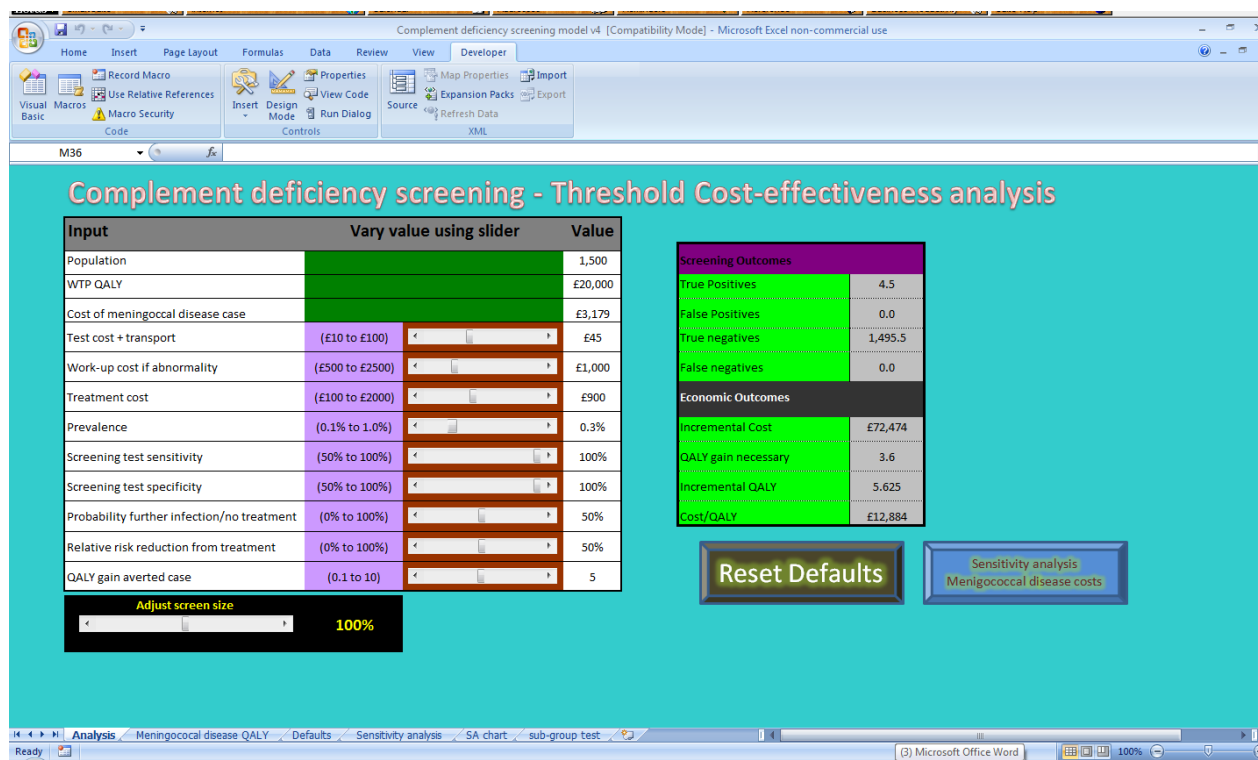 Complement deficiency screening model v4 [Compatibility Mode] - Microsoft Excel non-commercial use
Home Insert Page Layout Formulas Data Review View Developer
Visual Basic
Macros
Record Macro
Use Relative References
Macro Security
Code
Insert
Design Mode
Properties
View Code
Run Dialog
Controls
Source
Map Properties
Expansion Packs
Refresh Data
Import
Export
XML
M36 fx
Complement deficiency screening - Threshold Cost-effectiveness analysis
Input Vary value using slider Value
Population 1,500
WTP QALY £20,000
Cost of meningoccal disease case £3,179
Test cost + transport (£10 to £100) £45
Work-up cost if abnormality (£500 to £2500) £1,000
Treatment cost (£100 to £2000) £900
Prevalence (0.1% to 1.0%) 0.3%
Screening test sensitivity (50% to 100%) 100%
Screening test specificity (50% to 100%) 100%
Probability further infection/no treatment (0% to 100%) 50%
Relative risk reduction from treatment (0% to 100%) 50%
QALY gain averted case (0.1 to 10) 5
Adjust screen size
100%
Screening Outcomes
True Positives 4.5
False Positives 0.0
True negatives 1,495.5
False negatives 0.0
Economic Outcomes
Incremental Cost £72,474
QALY gain necessary 3.6
Incremental QALY 5.625
Cost/QALY £12,884
Reset Defaults
Sensitivity analysis
Menigococcal disease costs
Analysis Meningococal disease QALY Defaults Sensitivity analysis SA chart sub-group test
Ready (3) Microsoft Office Word 100%